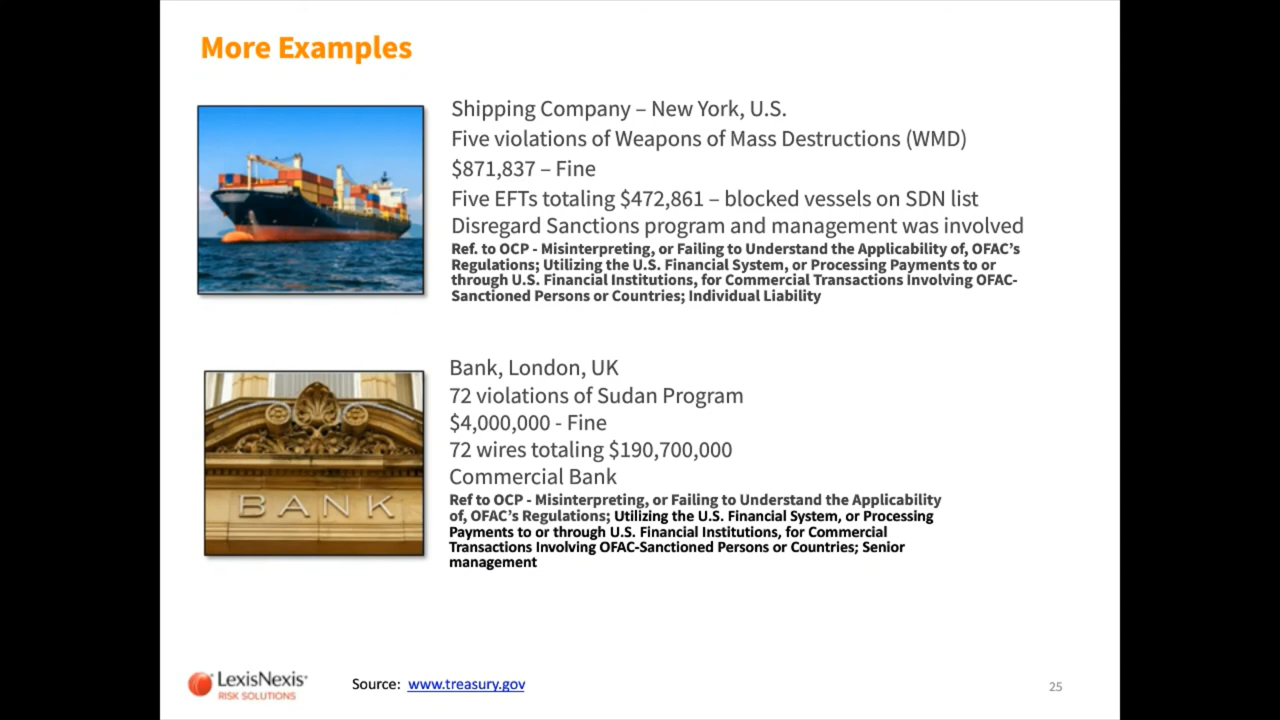 More Examples
Shipping Company – New York, U.S.
Five violations of Weapons of Mass Destructions (WMD)
$871,837 – Fine
Five EFTs totaling $472,861 – blocked vessels on SDN list
Disregard Sanctions program and management was involved
Ref. to OCP - Misinterpreting, or Failing to Understand the Applicability of, OFAC's
Regulations; Utilizing the U.S. Financial System, or Processing Payments to or
through U.S. Financial Institutions, for Commercial Transactions Involving OFAC-
Sanctioned Persons or Countries; Individual Liability
BANK
Bank, London, UK
72 violations of Sudan Program
$4,000,000 - Fine
72 wires totaling $190,700,000
Commercial Bank
Ref to OCP - Misinterpreting, or Failing to Understand the Applicability
of, OFAC's Regulations; Utilizing the U.S. Financial System, or Processing
Payments to or through U.S. Financial Institutions, for Commercial
Transactions Involving OFAC-Sanctioned Persons or Countries; Senior
management
LexisNexis
RISK SOLUTIONS
Source: www.treasury.gov
25